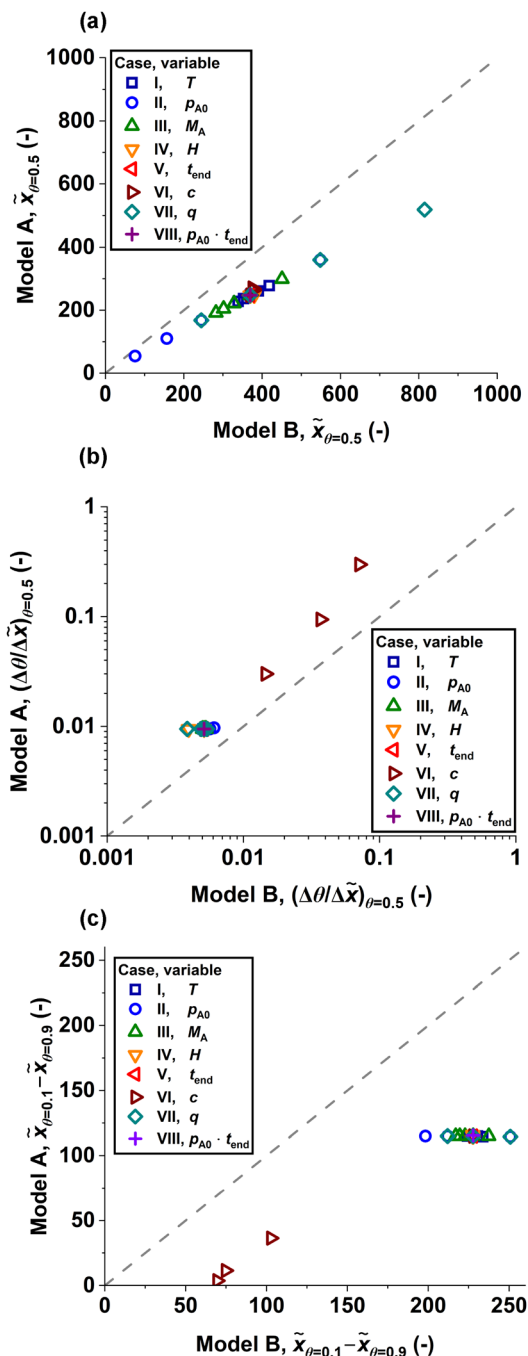 (a)
1000
800
600
400
200
0
Model A, x̃θ=0.5 (-)
Case, variable
I, T
II, pA0
III, MA
IV, H
V, tend
VI, c
VII, q
VIII, pA0 · tend
0 200 400 600 800 1000
Model B, x̃θ=0.5 (-)
(b)
1
0.1
0.01
0.001
Model A, (Δθ/Δx̃)θ=0.5 (-)
Case, variable
I, T
II, pA0
III, MA
IV, H
V, tend
VI, c
VII, q
VIII, pA0 · tend
0.001 0.01 0.1 1
Model B, (Δθ/Δx̃)θ=0.5 (-)
(c)
250
200
150
100
50
0
Model A, x̃θ=0.1−x̃θ=0.9 (-)
Case, variable
I, T
II, pA0
III, MA
IV, H
V, tend
VI, c
VII, q
VIII, pA0 · tend
0 50 100 150 200 250
Model B, x̃θ=0.1−x̃θ=0.9 (-)